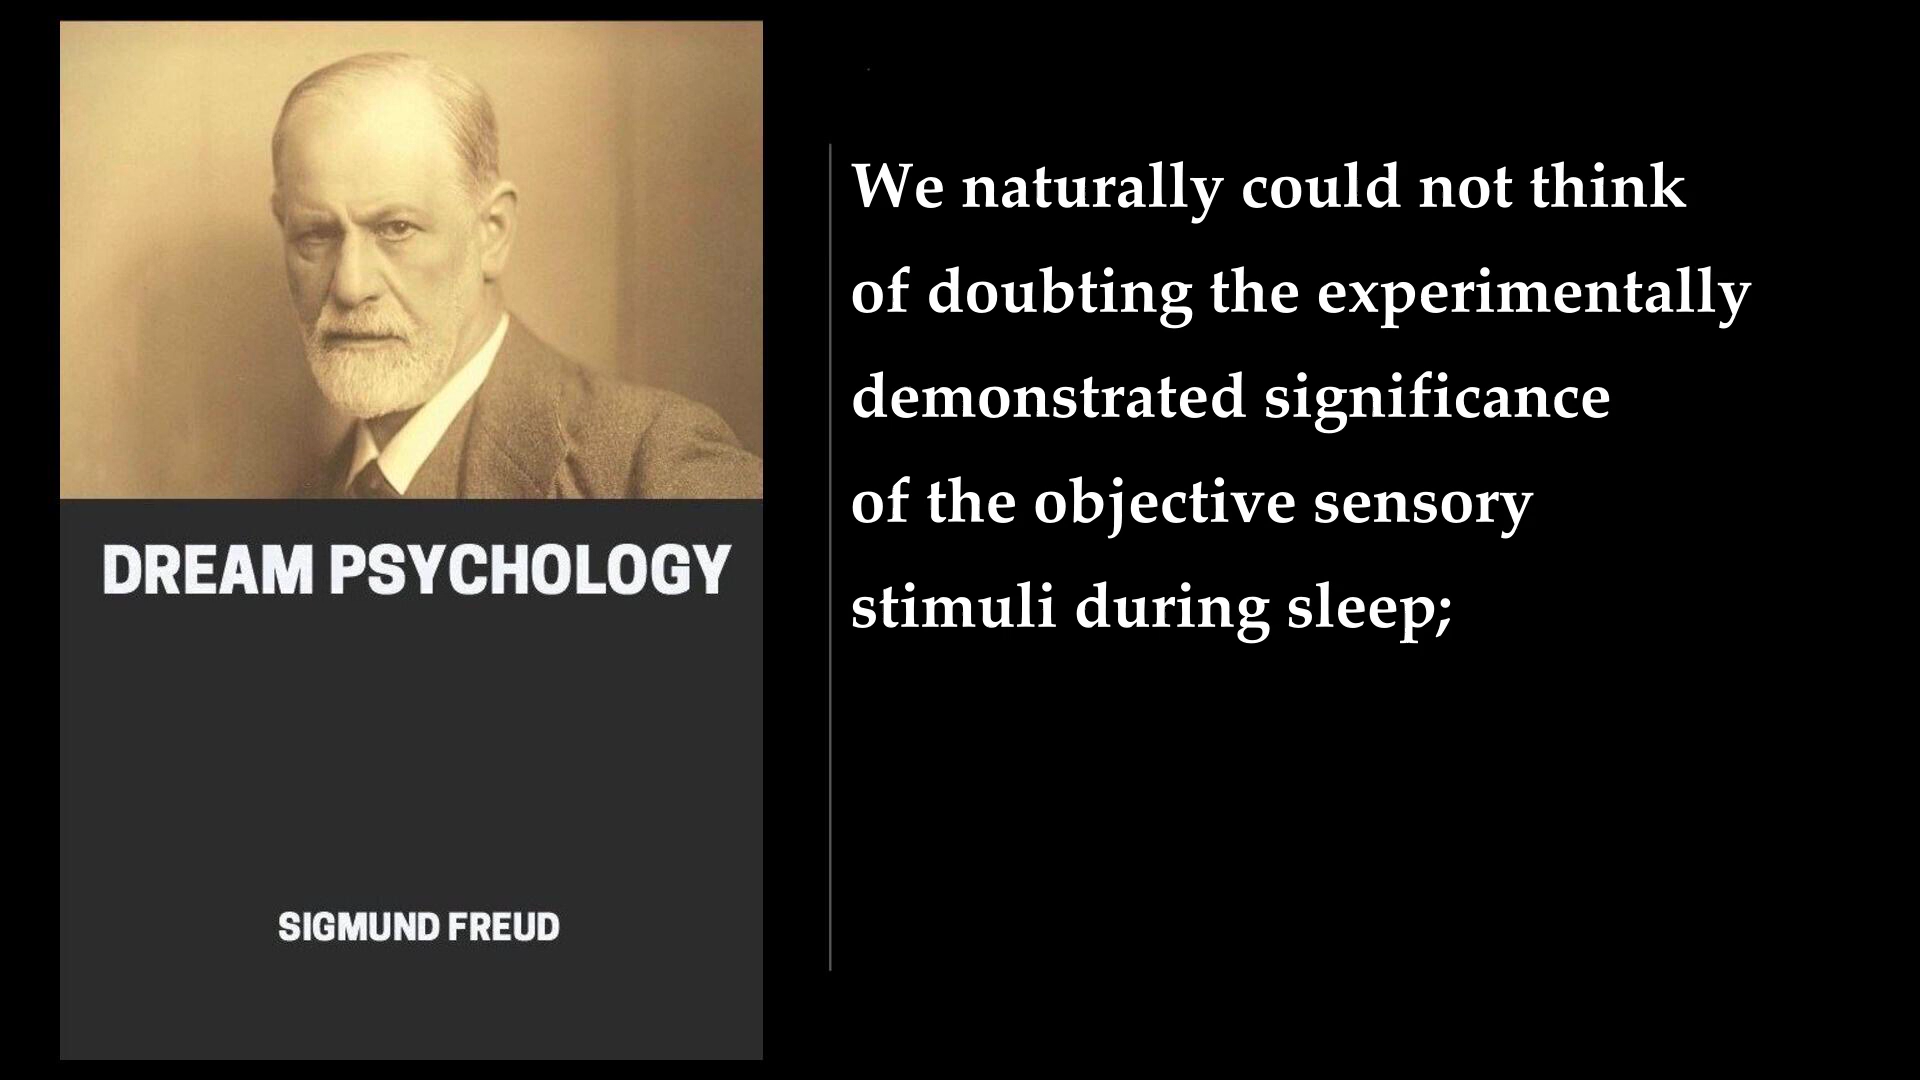 DREAM PSYCHOLOGY
SIGMUND FREUD
We naturally could not think
of doubting the experimentally
demonstrated significance
of the objective sensory
stimuli during sleep;